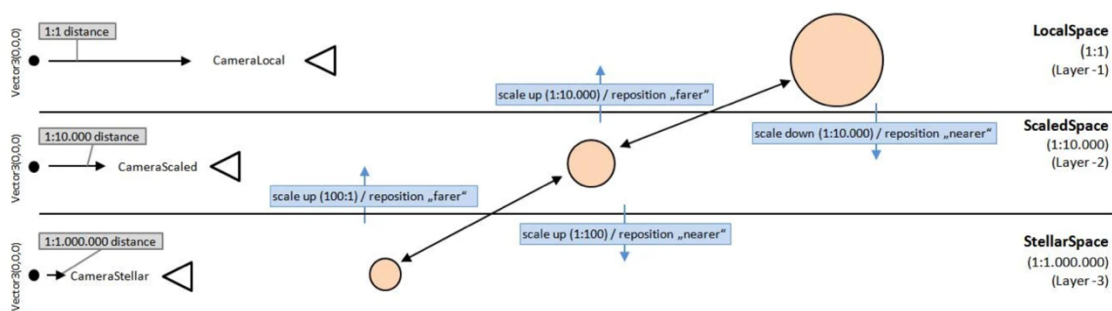 1:1 distance
Vector3(0,0,0)
CameraLocal
LocalSpace
(1:1)
(Layer -1)
scale up (1:10.000) / reposition „farer“
1:10.000 distance
Vector3(0,0,0)
CameraScaled
scale down (1:10.000) / reposition „nearer“
ScaledSpace
(1:10.000)
(Layer -2)
scale up (100:1) / reposition „farer“
1:1.000.000 distance
Vector3(0,0,0)
CameraStellar
scale up (1:100) / reposition „nearer“
StellarSpace
(1:1.000.000)
(Layer -3)